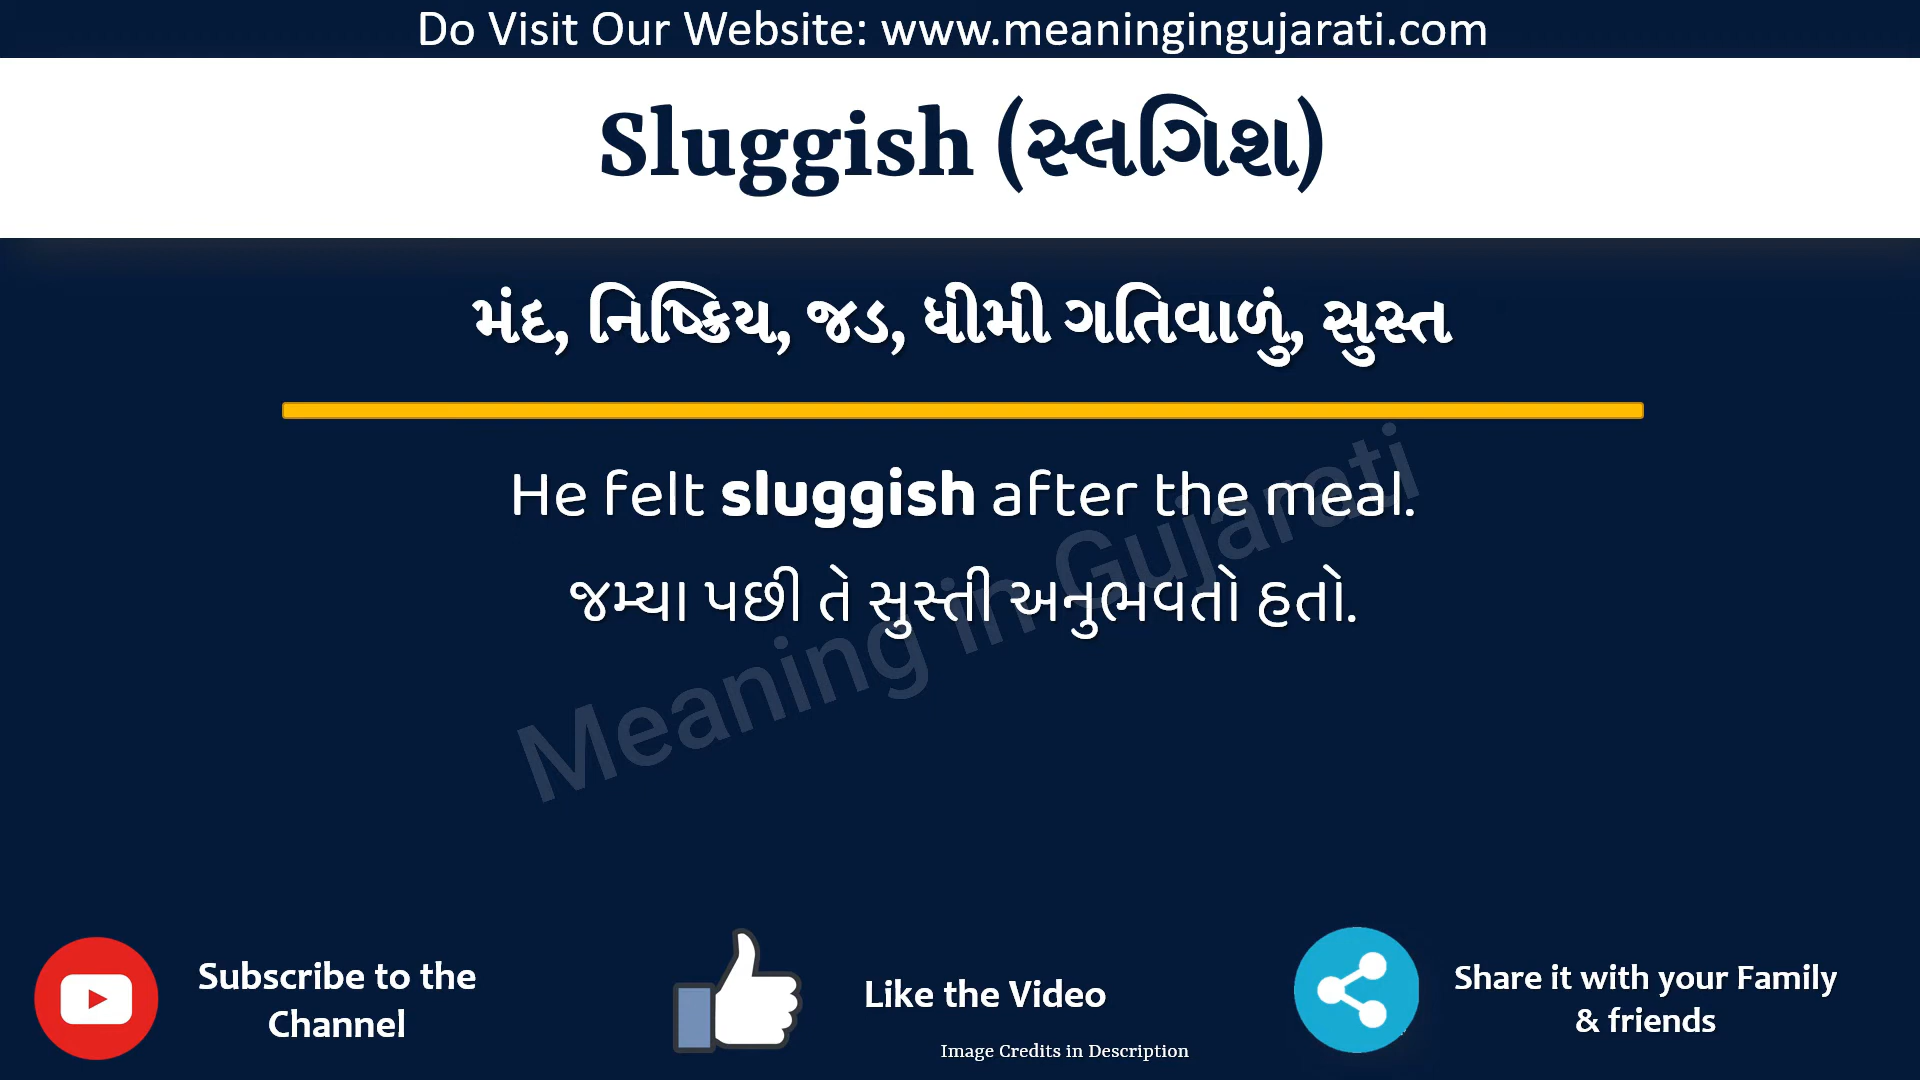 Do Visit Our Website: www.meaningingujarati.com
Sluggish (સ્લગિશ)
મંદ, નિષ્ક્રિય, જડ, ધીમી ગતિવાળું, સુસ્ત
He felt sluggish after the meal.
જમ્યા પછી તે સુસ્તી અનુભવતો હતો.
Meaning in Gujarati
Subscribe to the
Channel
Like the Video
Share it with your Family
& friends
Image Credits in Description